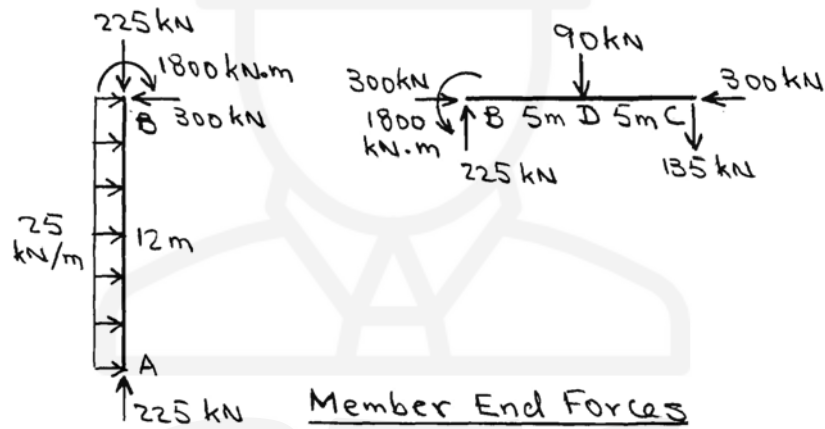 225 kN
1800 kN.m
B 300 kN
25
kN/m
12 m
A
225 kN
90 kN
300 kN
300 kN
1800
kN.m
B 5m D 5m C
225 kN
135 kN
Member End Forces